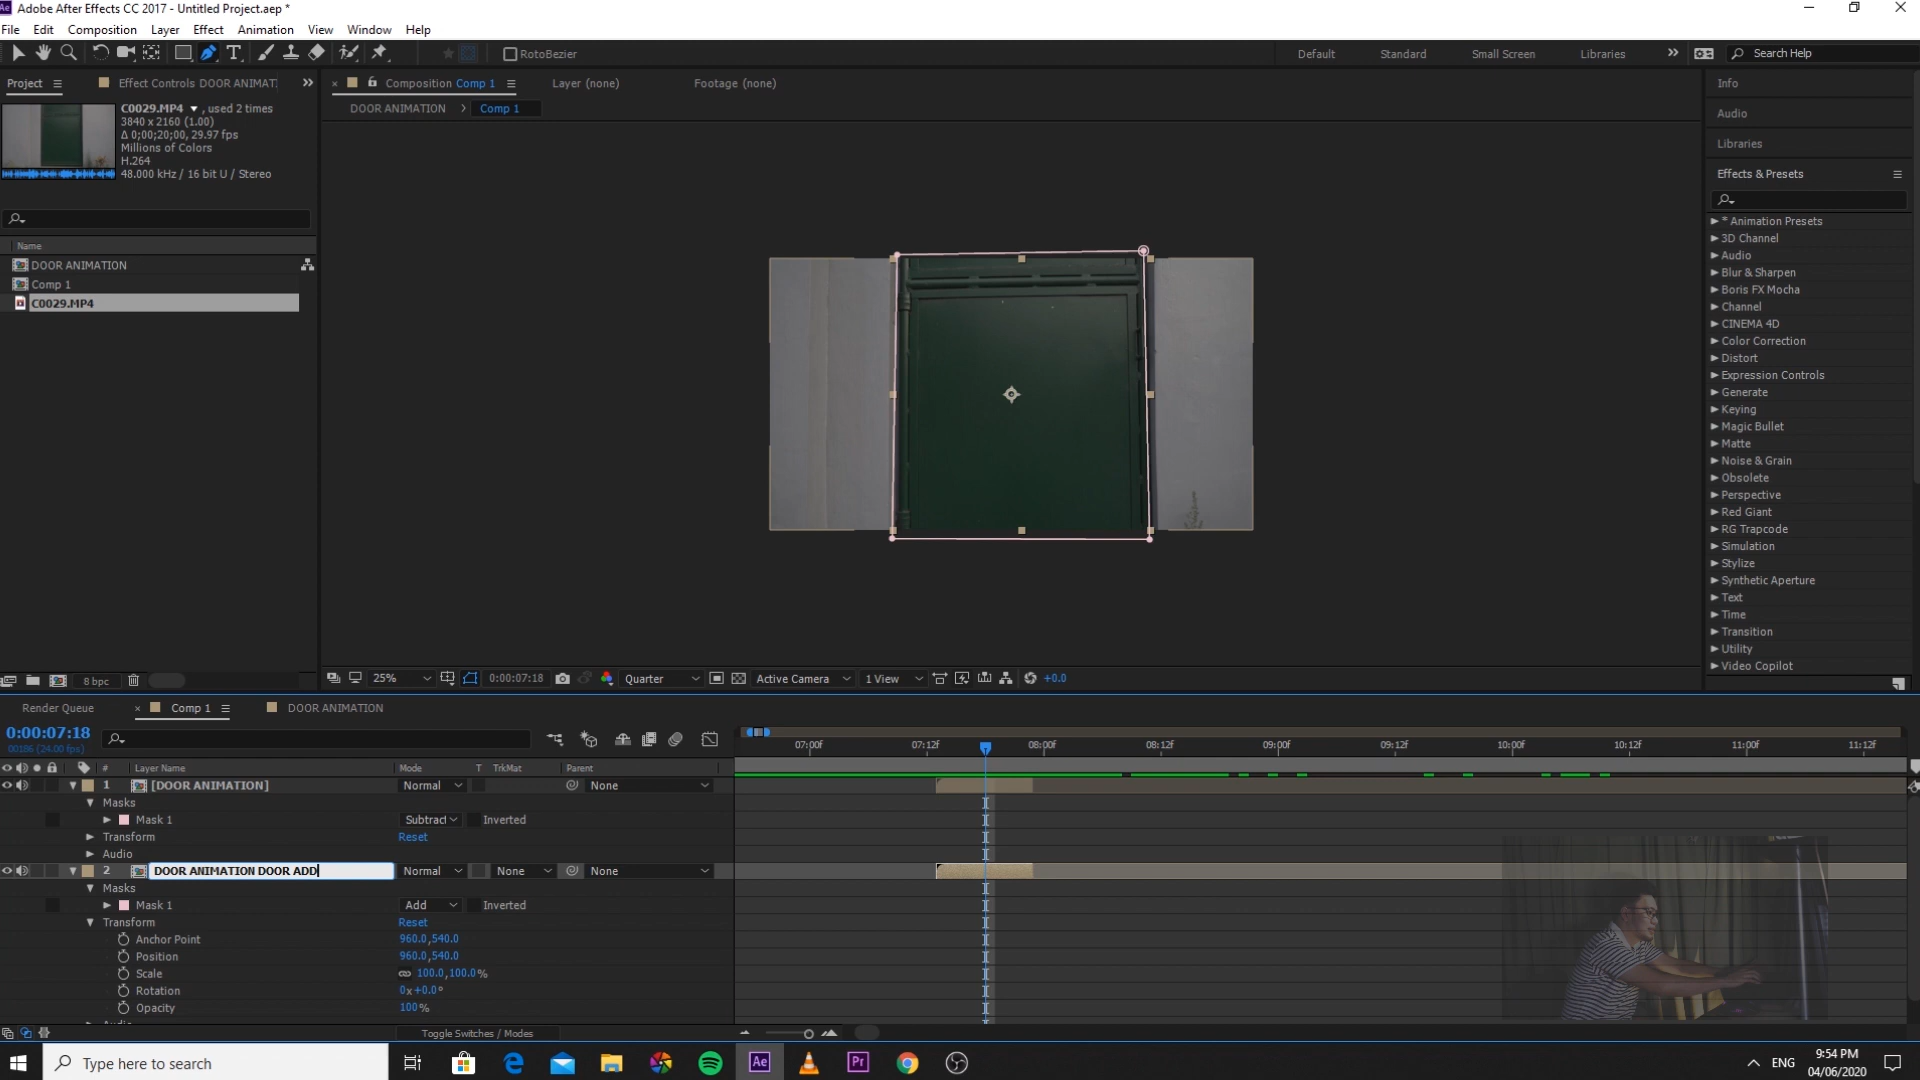 Adobe After Effects CC 2017 - Untitled Project.aep *
File Edit Composition Layer Effect Animation View Window Help
RotoBezier Default Standard Small Screen Libraries Search Help
Project Effect Controls DOOR ANIMAT: Composition Comp 1 Layer (none) Footage (none) Info
C0029.MP4 , used 2 times DOOR ANIMATION Comp 1
3840 x 2160 (1.00)
Δ 0;00;20;00, 29.97 fps
Millions of Colors
H.264
48.000 kHz / 16 bit U / Stereo
Name
DOOR ANIMATION
Comp 1
C0029.MP4
8 bpc
25% 0:00:07:18 Quarter Active Camera 1 View +0.0
Audio
Libraries
Effects & Presets
* Animation Presets
3D Channel
Audio
Blur & Sharpen
Boris FX Mocha
Channel
CINEMA 4D
Color Correction
Distort
Expression Controls
Generate
Keying
Magic Bullet
Matte
Noise & Grain
Obsolete
Perspective
Red Giant
RG Trapcode
Simulation
Stylize
Synthetic Aperture
Text
Time
Transition
Utility
Video Copilot
Render Queue Comp 1 DOOR ANIMATION
0:00:07:18
00186 (24.00 fps)
07:00f 07:12f 08:00f 08:12f 09:00f 09:12f 10:00f 10:12f 11:00f 11:12f
# Layer Name Mode T TrkMat Parent
1 [DOOR ANIMATION] Normal None
Masks
Mask 1 Subtract Inverted
Transform Reset
Audio
2 DOOR ANIMATION DOOR ADD Normal None None
Masks
Mask 1 Add Inverted
Transform Reset
Anchor Point 960.0,540.0
Position 960.0,540.0
Scale 100.0,100.0%
Rotation 0x+0.0°
Opacity 100%
Toggle Switches / Modes
Type here to search Ae Pr ENG 9:54 PM
04/06/2020